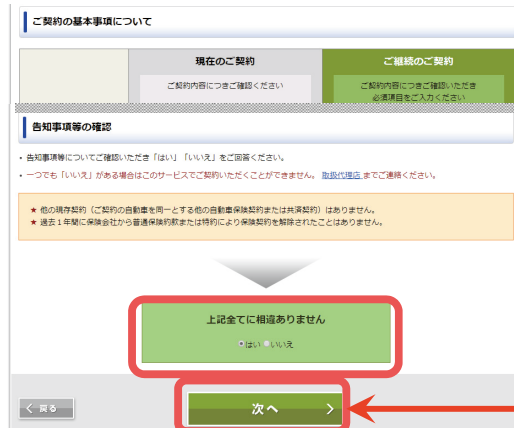 ご契約の基本事項について
現在のご契約
ご継続のご契約
ご契約内容につきご確認ください
ご契約内容につきご確認いただき
必須項目をご入力ください
告知事項等の確認
・告知事項等についてご確認いただき「はい」「いいえ」をご回答ください。
・一つでも「いいえ」がある場合はこのサービスでご契約いただくことができません。 取扱代理店 までご連絡ください。
★ 他の現存契約（ご契約の自動車を同一とする他の自動車保険契約または共済契約）はありません。
★ 過去１年間に保険会社から普通保険約款または特約により保険契約を解除されたことはありません。
上記全てに相違ありません
はい いいえ
戻る
次へ